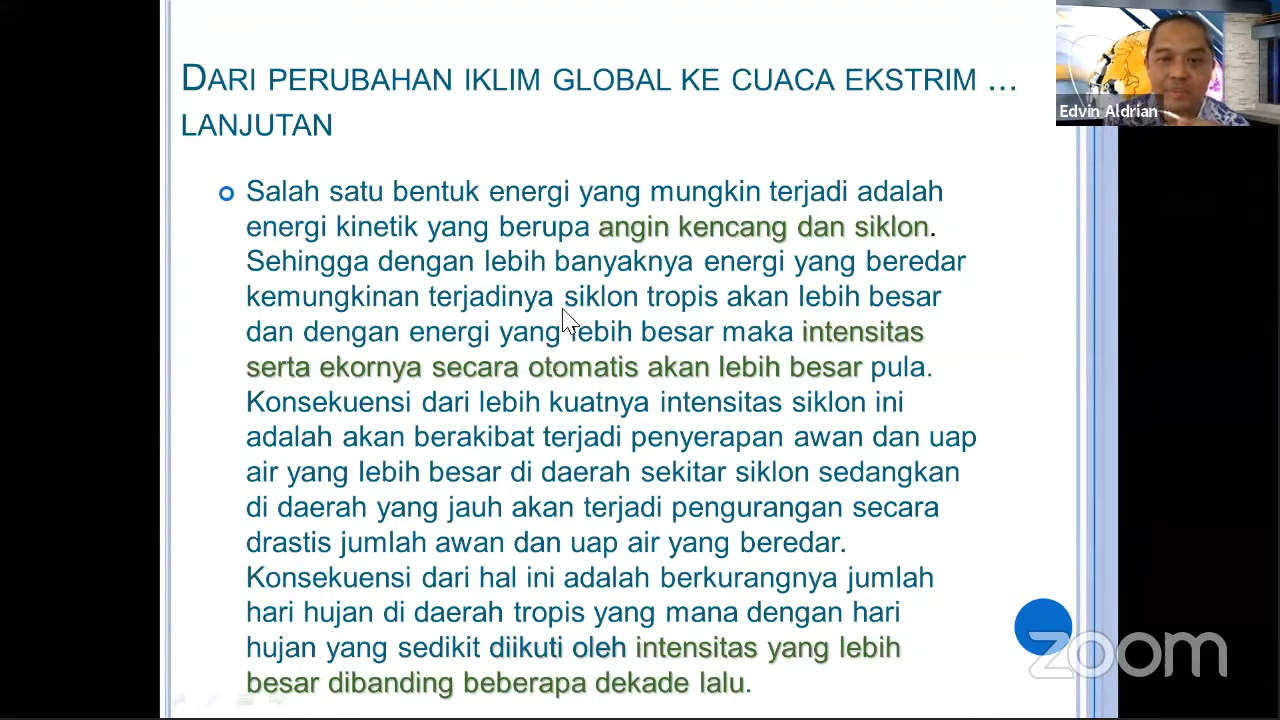 DARI PERUBAHAN IKLIM GLOBAL KE CUACA EKSTRIM ...
LANJUTAN
Edvin Aldrian
Salah satu bentuk energi yang mungkin terjadi adalah
energi kinetik yang berupa angin kencang dan siklon.
Sehingga dengan lebih banyaknya energi yang beredar
kemungkinan terjadinya siklon tropis akan lebih besar
dan dengan energi yang lebih besar maka intensitas
serta ekornya secara otomatis akan lebih besar pula.
Konsekuensi dari lebih kuatnya intensitas siklon ini
adalah akan berakibat terjadi penyerapan awan dan uap
air yang lebih besar di daerah sekitar siklon sedangkan
di daerah yang jauh akan terjadi pengurangan secara
drastis jumlah awan dan uap air yang beredar.
Konsekuensi dari hal ini adalah berkurangnya jumlah
hari hujan di daerah tropis yang mana dengan hari
hujan yang sedikit diikuti oleh intensitas yang lebih
besar dibanding beberapa dekade lalu.
zoom